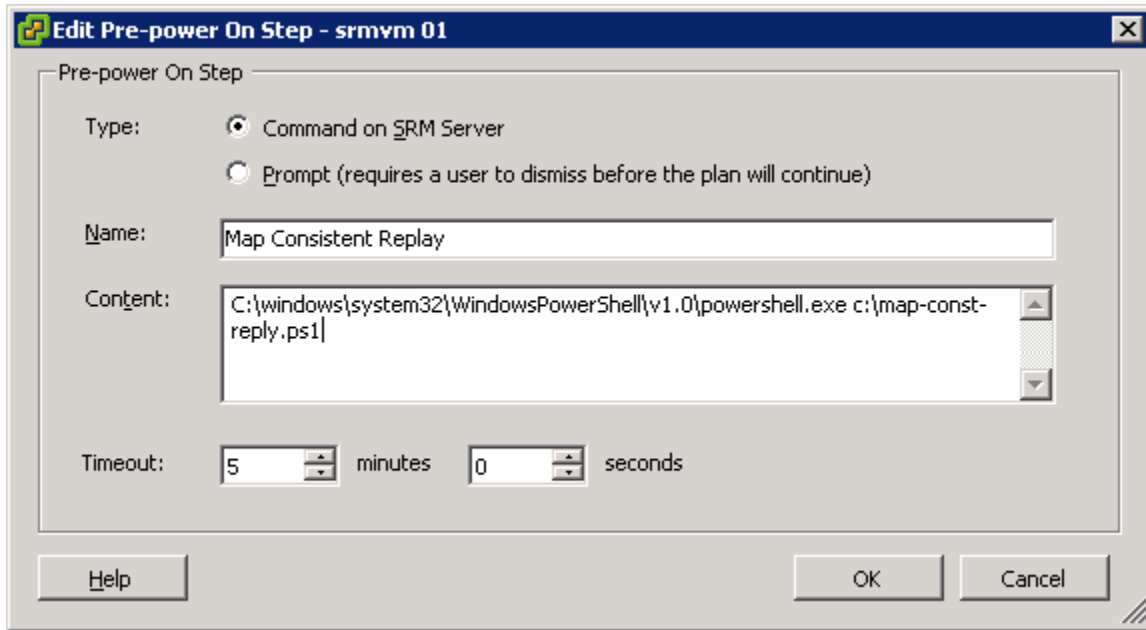 Edit Pre-power On Step - srmvm 01
Pre-power On Step
Type:
Command on SRM Server
Prompt (requires a user to dismiss before the plan will continue)
Name:
Map Consistent Replay
Content:
C:\windows\system32\WindowsPowerShell\v1.0\powershell.exe c:\map-const-
reply.ps1
Timeout: 5 minutes 0 seconds
Help OK Cancel